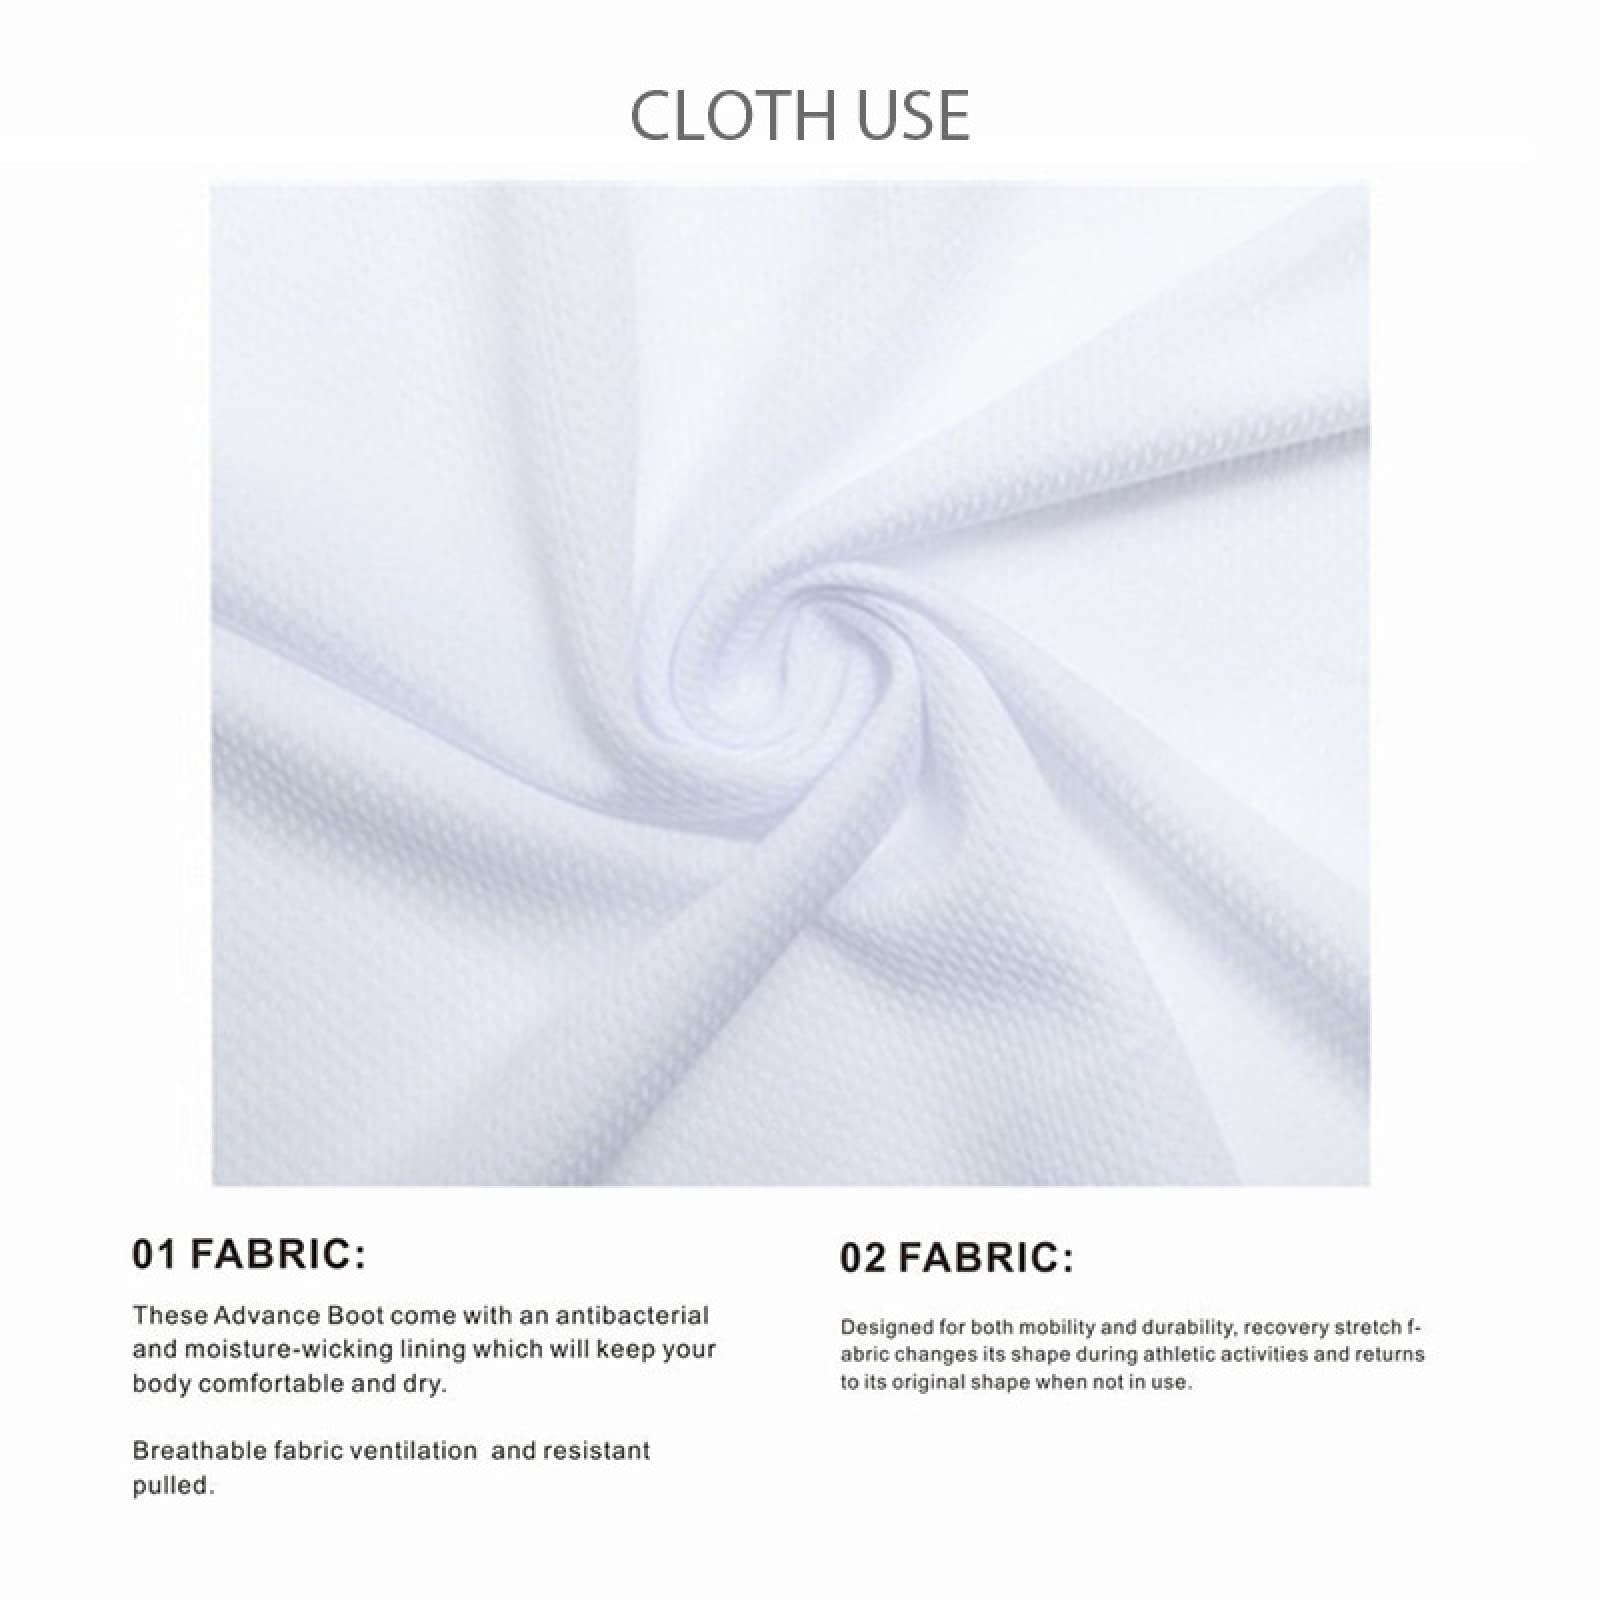 CLOTH USE
01 FABRIC:
These Advance Boot come with an antibacterial
and moisture-wicking lining which will keep your
body comfortable and dry.
Breathable fabric ventilation  and resistant
pulled.
02 FABRIC:
Designed for both mobility and durability, recovery stretch f-
abric changes its shape during athletic activities and returns
to its original shape when not in use.